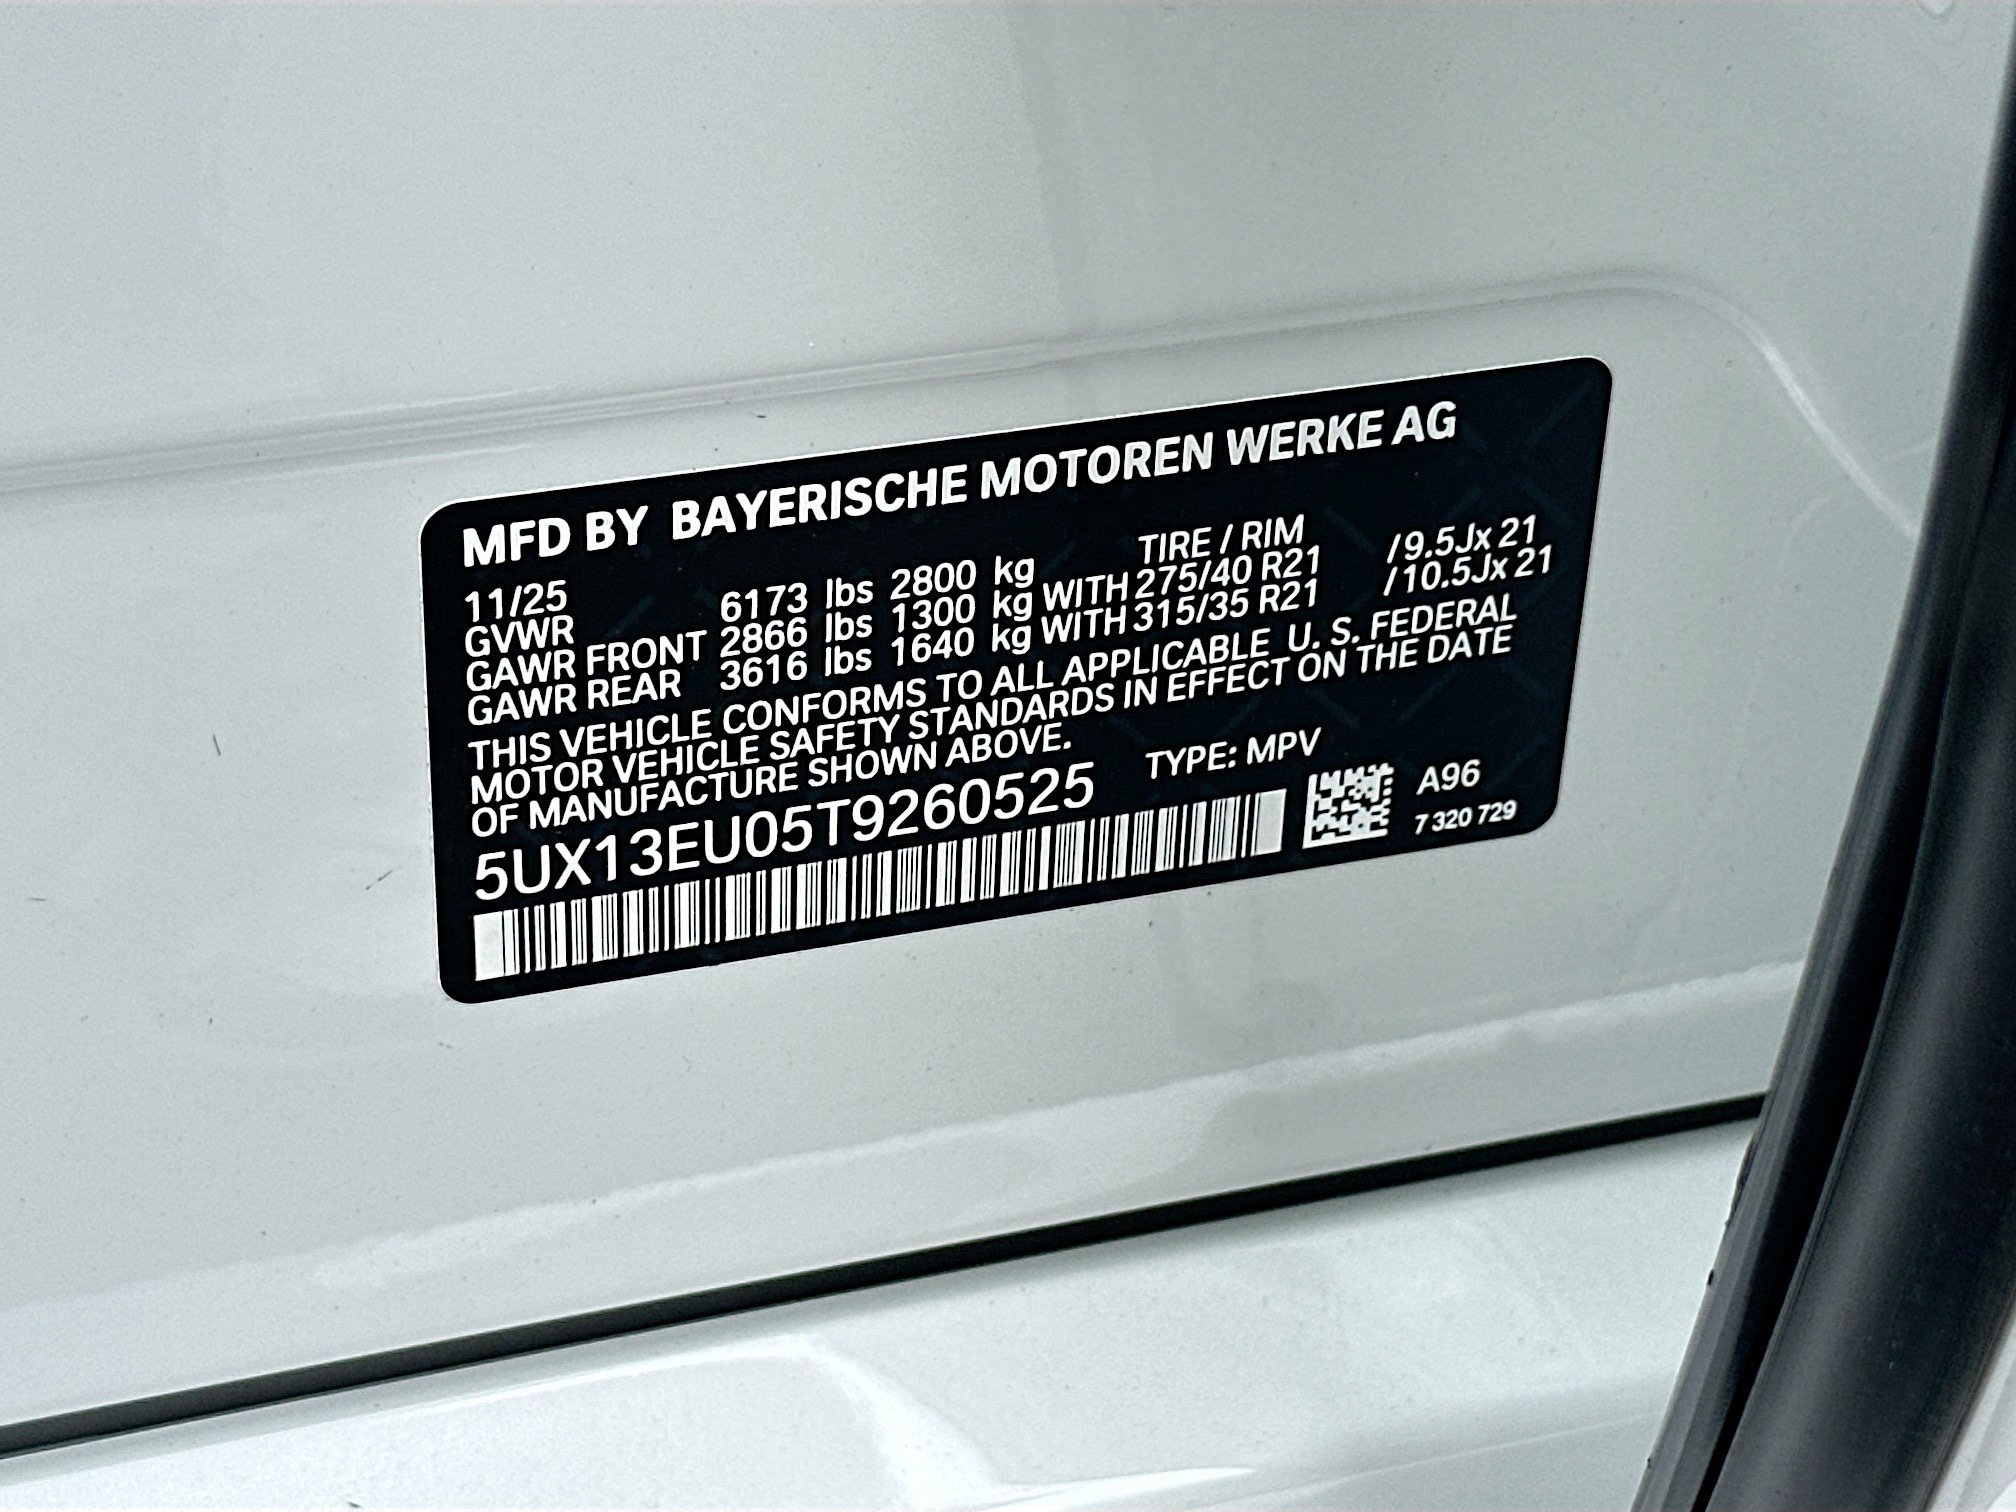 MFD BY BAYERISCHE MOTOREN WERKE AG
11/25 TIRE / RIM
GVWR 6173 lbs 2800 kg
GAWR FRONT 2866 lbs 1300 kg WITH 275/40 R21 /9.5Jx 21
GAWR REAR 3616 lbs 1640 kg WITH 315/35 R21 /10.5Jx 21
THIS VEHICLE CONFORMS TO ALL APPLICABLE U. S. FEDERAL
MOTOR VEHICLE SAFETY STANDARDS IN EFFECT ON THE DATE
OF MANUFACTURE SHOWN ABOVE.
5UX13EU05T9260525 TYPE: MPV
A96
7 320 729